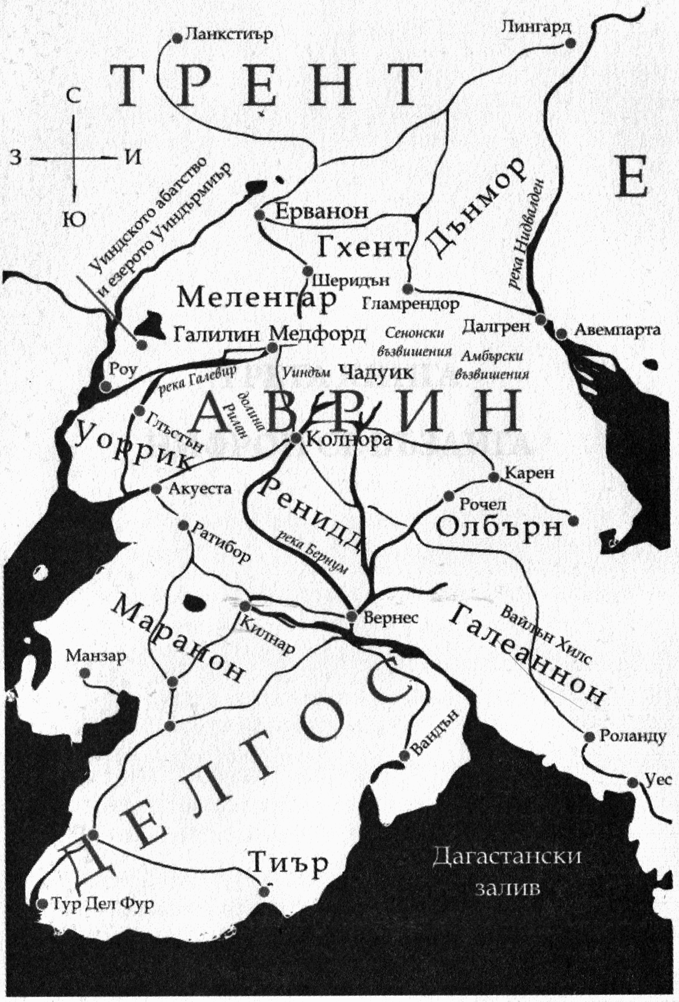 Ланкстиър
Лингард
ТРЕНТ
С
З
И
Ю
Е
Уиндското абатство
и езерото Уиндърмиър
Ерванон
Гхент
Дънмор
река Нидвалден
Шеридън
Меленгар
Гламрендор
Галилин
Медфорд
Сенонски
възвишения
Далгрен
Авемпарта
Роу
река Галевир
Уиндъм
Чадуик
Амбърски
възвишения
АВРИН
Глъстън
долина
Рилан
Уоррик
Колнора
Карен
Акуеста
Ренидд
Рочел
Олбърн
Ратибор
река Бернум
Маранон
Килнар
Вернес
Галеаннон
Вайлън Хилс
Манзар
ДЕЛГОС
Вандън
Роланду
Уес
Тиър
Дагастански
залив
Тур Дел Фур